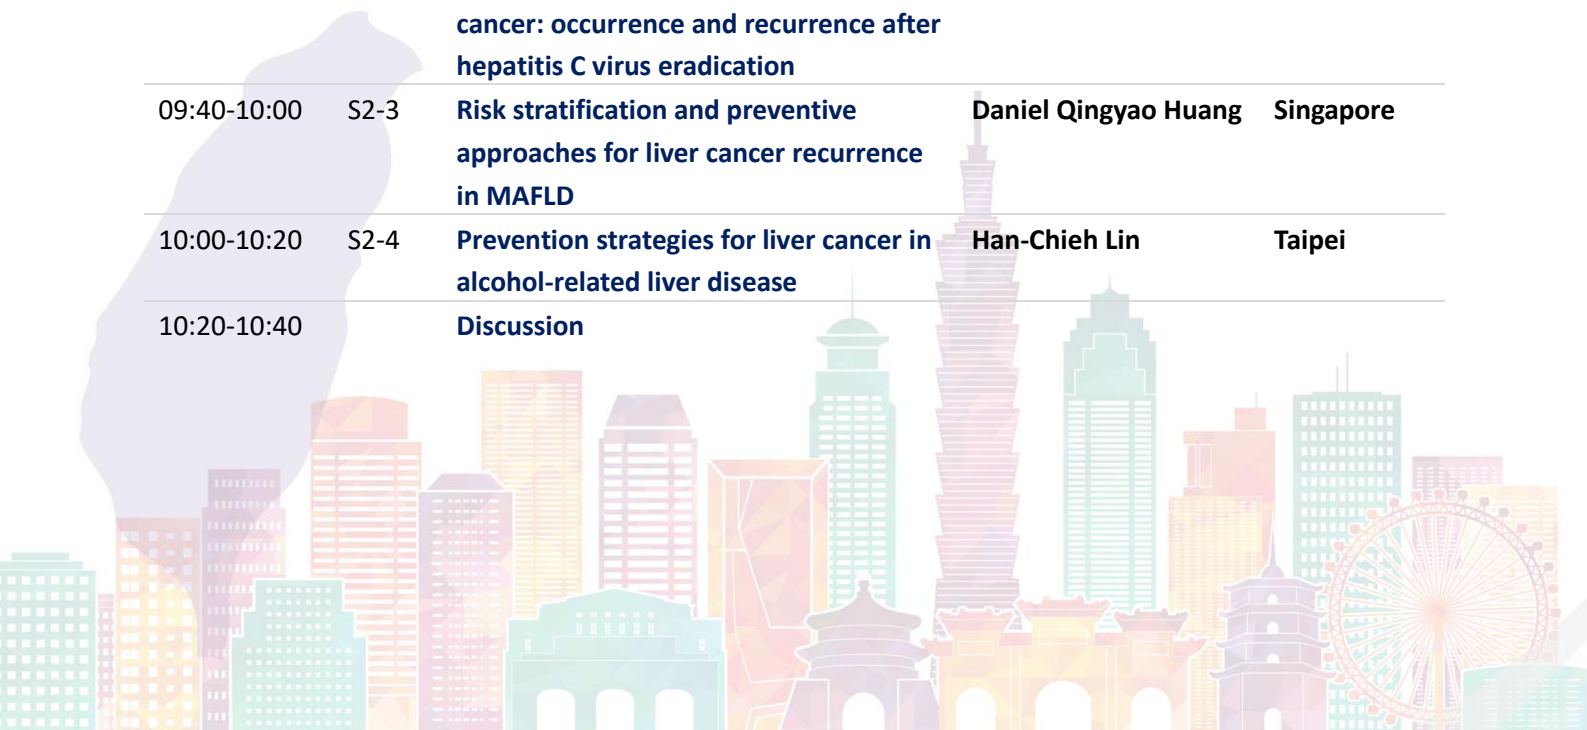 cancer: occurrence and recurrence after
hepatitis C virus eradication
09:40-10:00 S2-3 Risk stratification and preventive Daniel Qingyao Huang Singapore
approaches for liver cancer recurrence
in MAFLD
10:00-10:20 S2-4 Prevention strategies for liver cancer in Han-Chieh Lin Taipei
alcohol-related liver disease
10:20-10:40 Discussion